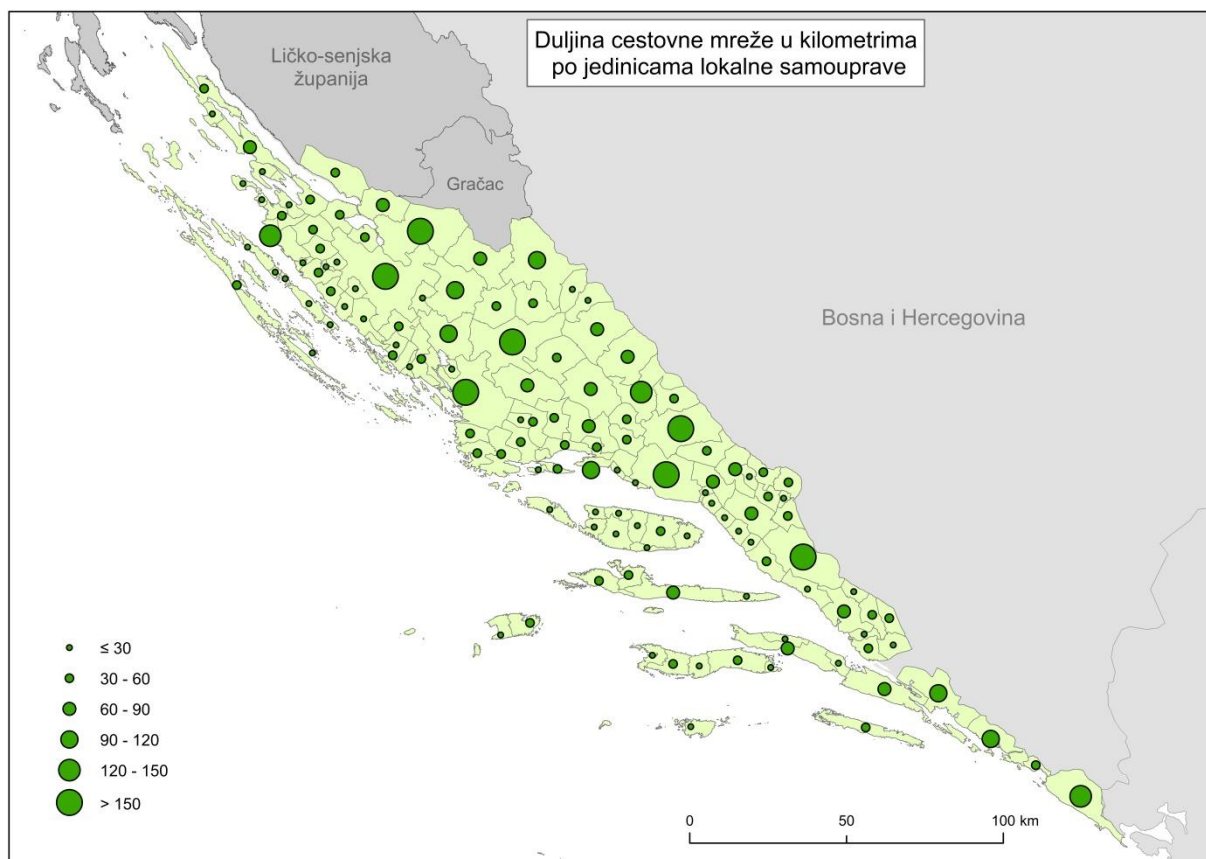 Duljina cestovne mreže u kilometrima
po jedinicama lokalne samouprave
Ličko-senjska
županija
Gračac
Bosna i Hercegovina
≤ 30
30 - 60
60 - 90
90 - 120
120 - 150
> 150
0 50 100 km